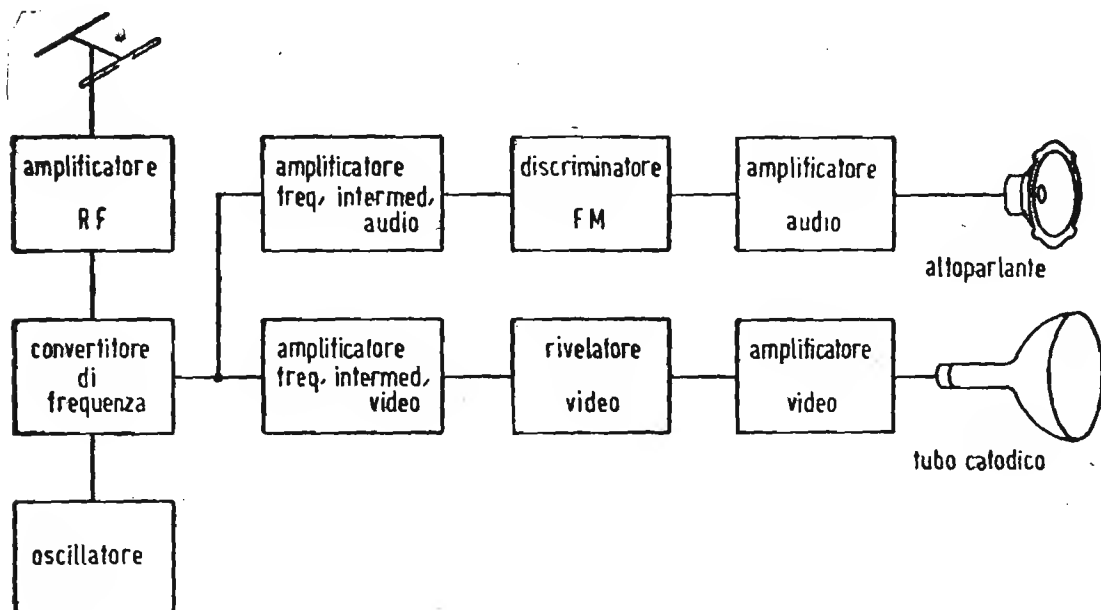 amplificatore
RF
amplificatore
freq, intermed,
audio
discriminatore
FM
amplificatore
audio
altoparlante
convertitore
di
frequenza
amplificatore
freq, intermed,
video
rivelatore
video
amplificatore
video
tubo catodico
oscillatore